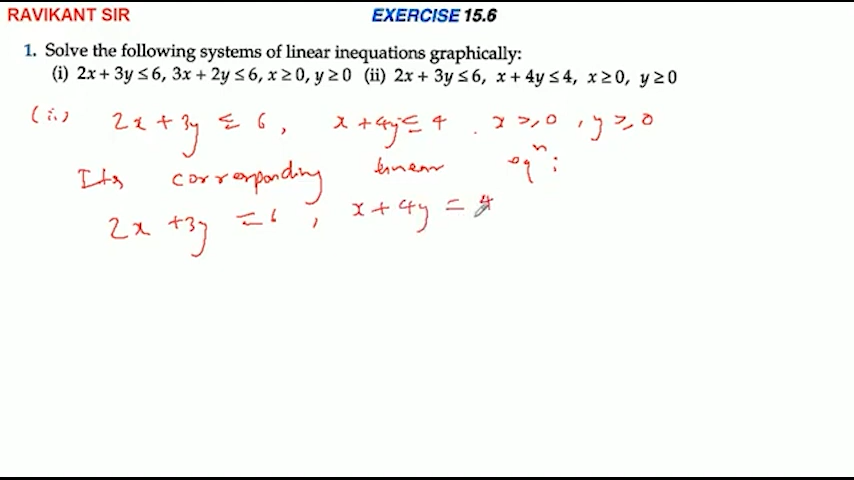 RAVIKANT SIR
EXERCISE 15.6
1. Solve the following systems of linear inequations graphically:
(i) 2x + 3y ≤ 6, 3x + 2y ≤ 6, x ≥ 0, y ≥ 0 (ii) 2x + 3y ≤ 6, x + 4y ≤ 4, x ≥ 0, y ≥ 0
(ii) 2x + 3y ≤ 6, x + 4y ≤ 4, x ≥ 0, y ≥ 0
Its corresponding linear eqⁿ:
2x + 3y = 6, x + 4y = 4